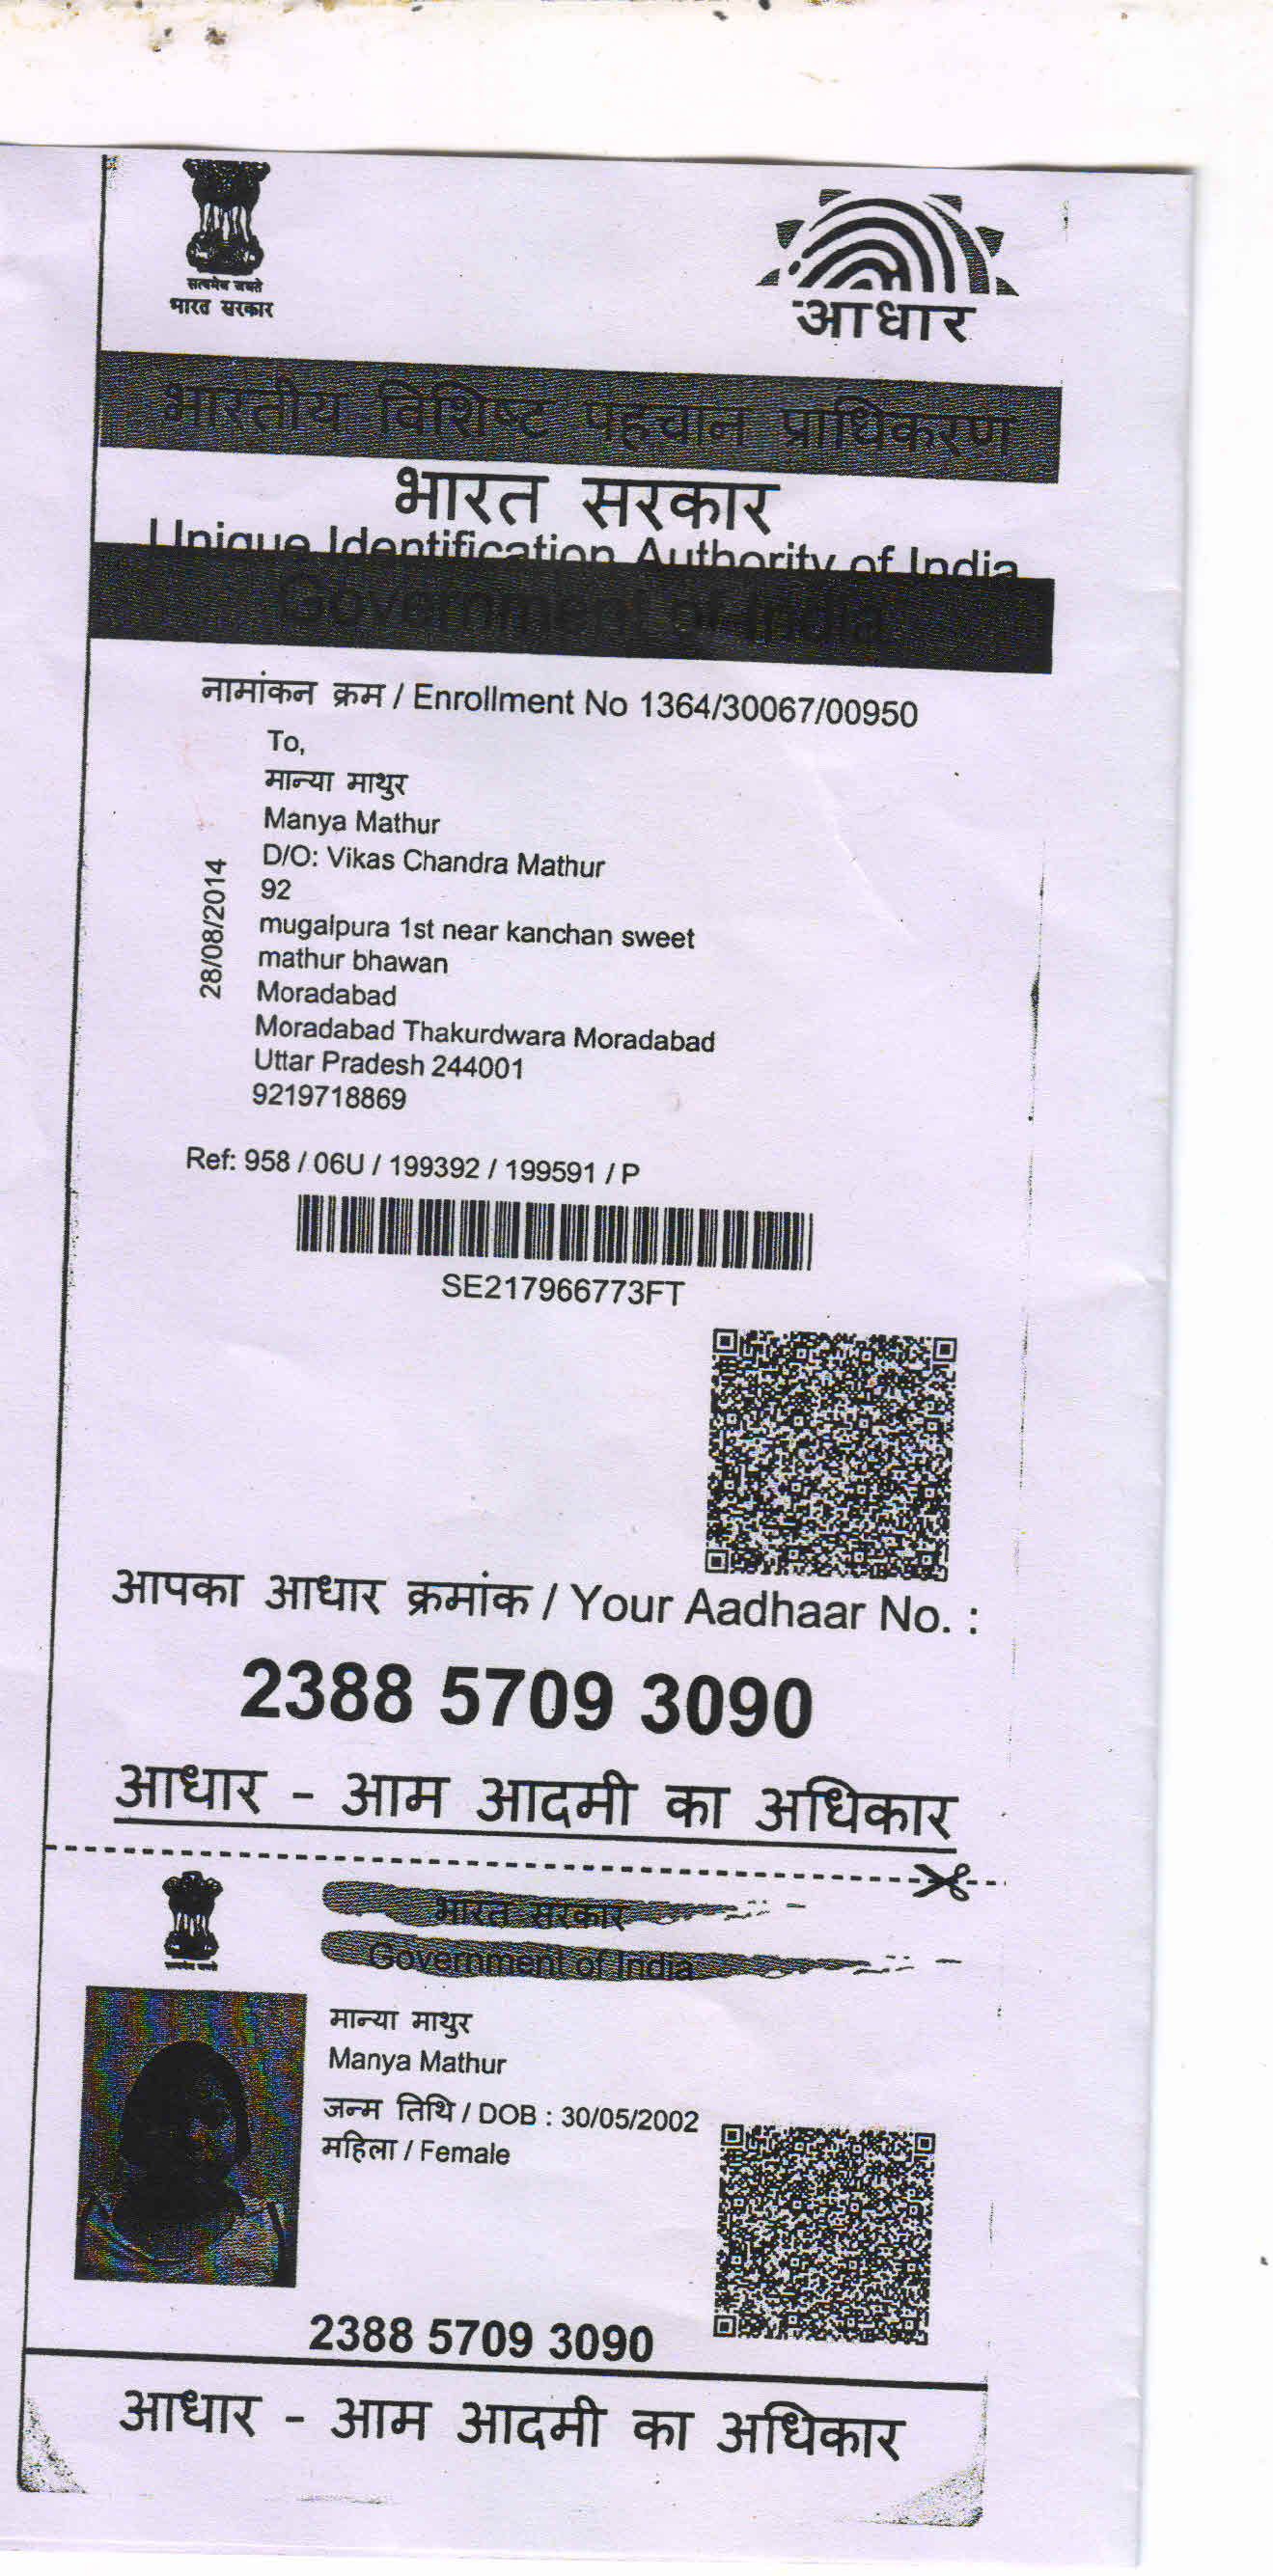 सत्यमेव जयते
भारत सरकार
आधार
भारतीय विशिष्ट पहचान प्राधिकरण
भारत सरकार
Unique Identification Authority of India
Government of India
नामांकन क्रम / Enrollment No 1364/30067/00950
To,
मान्या माथुर
Manya Mathur
D/O: Vikas Chandra Mathur
92
mugalpura 1st near kanchan sweet
mathur bhawan
Moradabad
Moradabad Thakurdwara Moradabad
Uttar Pradesh 244001
9219718869
28/08/2014
Ref: 958 / 06U / 199392 / 199591 / P
SE217966773FT
आपका आधार क्रमांक / Your Aadhaar No. :
2388 5709 3090
आधार - आम आदमी का अधिकार
भारत सरकार
Government of India
मान्या माथुर
Manya Mathur
जन्म तिथि / DOB : 30/05/2002
महिला / Female
2388 5709 3090
आधार - आम आदमी का अधिकार